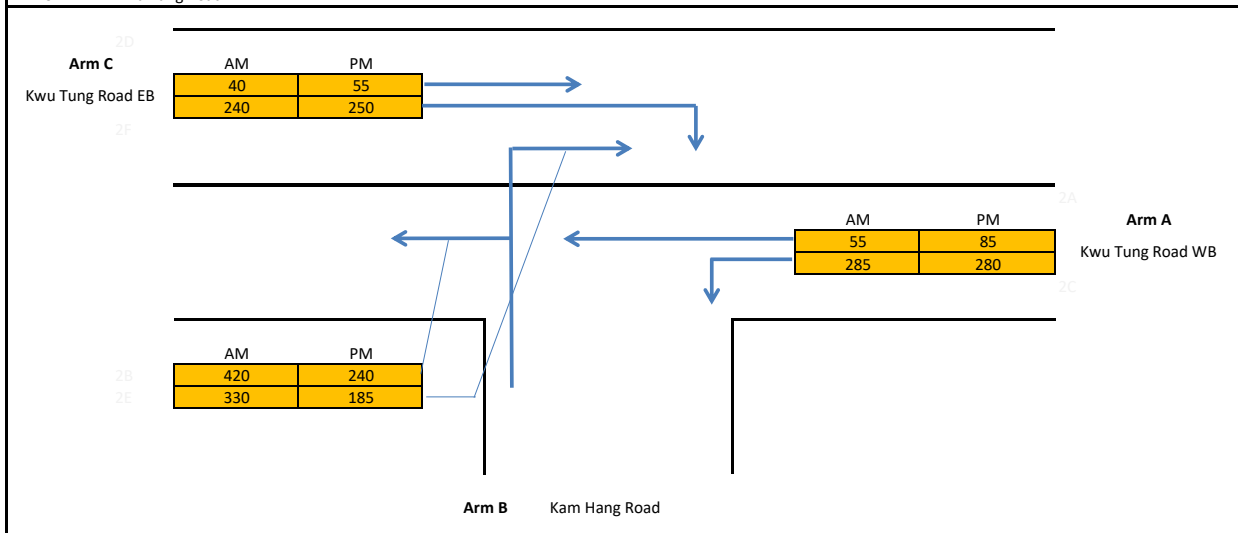 2D
Arm C AM PM
40 55
Kwu Tung Road EB
240 250
2F
2A
AM PM Arm A
55 85
Kwu Tung Road WB
285 280
2C
AM PM
2B 420 240
2E 330 185
Arm B Kam Hang Road